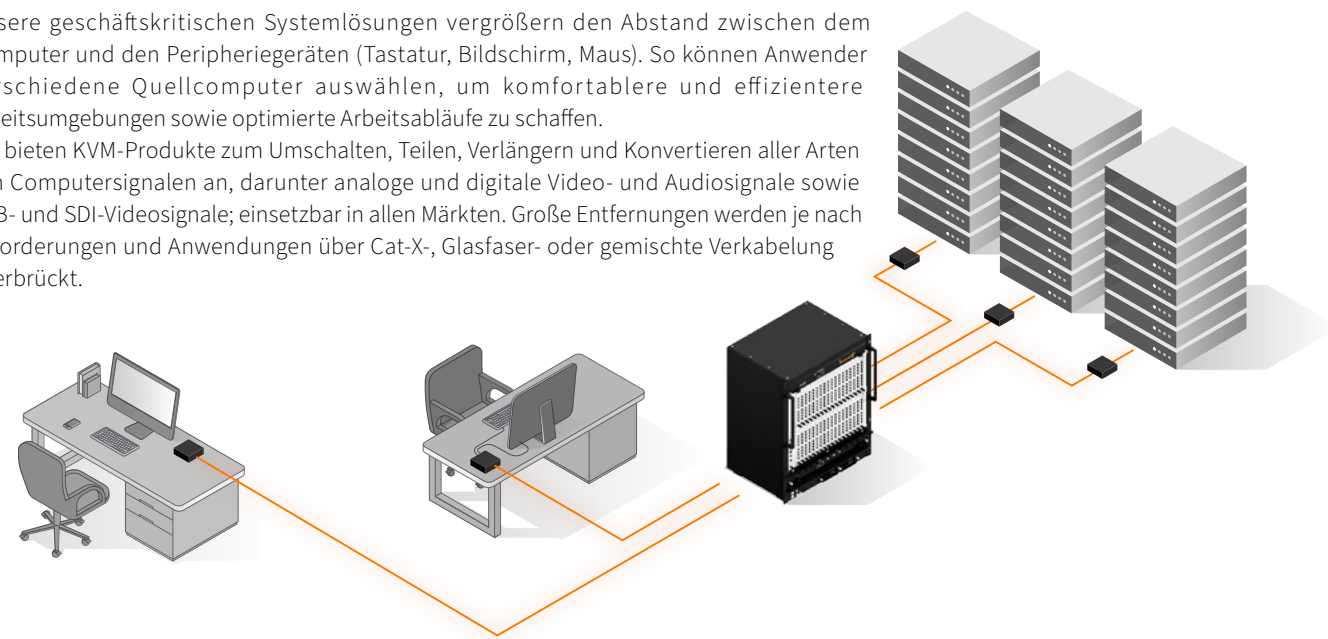 sere geschäftskritischen Systemlösungen vergrößern den Abstand zwischen dem
mputer und den Peripheriegeräten (Tastatur, Bildschirm, Maus). So können Anwender
rschiedene Quellcomputer auswählen, um komfortablere und effizientere
eitsumgebungen sowie optimierte Arbeitsabläufe zu schaffen.
bieten KVM-Produkte zum Umschalten, Teilen, Verlängern und Konvertieren aller Arten
n Computersignalen an, darunter analoge und digitale Video- und Audiosignale sowie
B- und SDI-Videosignale; einsetzbar in allen Märkten. Große Entfernungen werden je nach
forderungen und Anwendungen über Cat-X-, Glasfaser- oder gemischte Verkabelung
erbrückt.